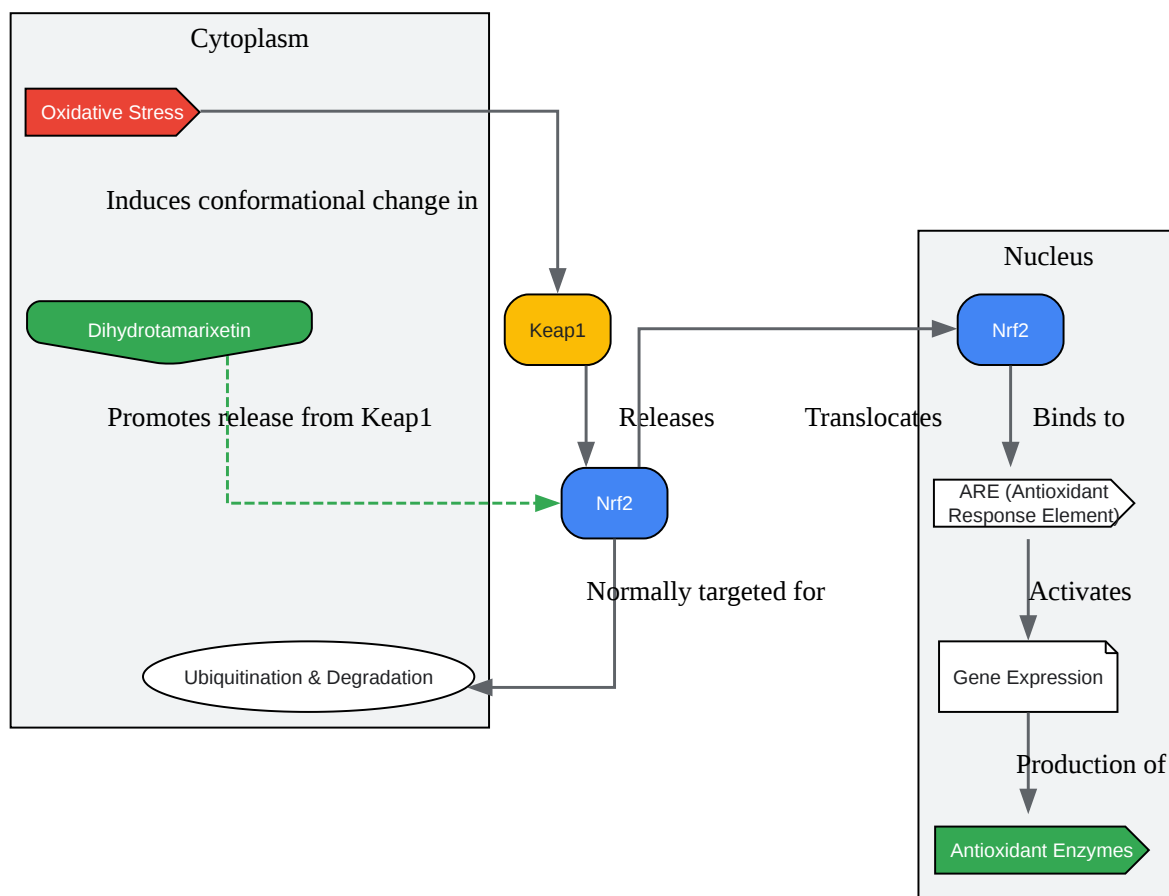 Cytoplasm
Oxidative Stress
Induces conformational change in
Nucleus
Dihydrotamarixetin
Keap1
Nrf2
Promotes release from Keap1
Releases
Translocates
Binds to
Nrf2
ARE (Antioxidant
Response Element)
Normally targeted for
Activates
Ubiquitination & Degradation
Gene Expression
Production of
Antioxidant Enzymes